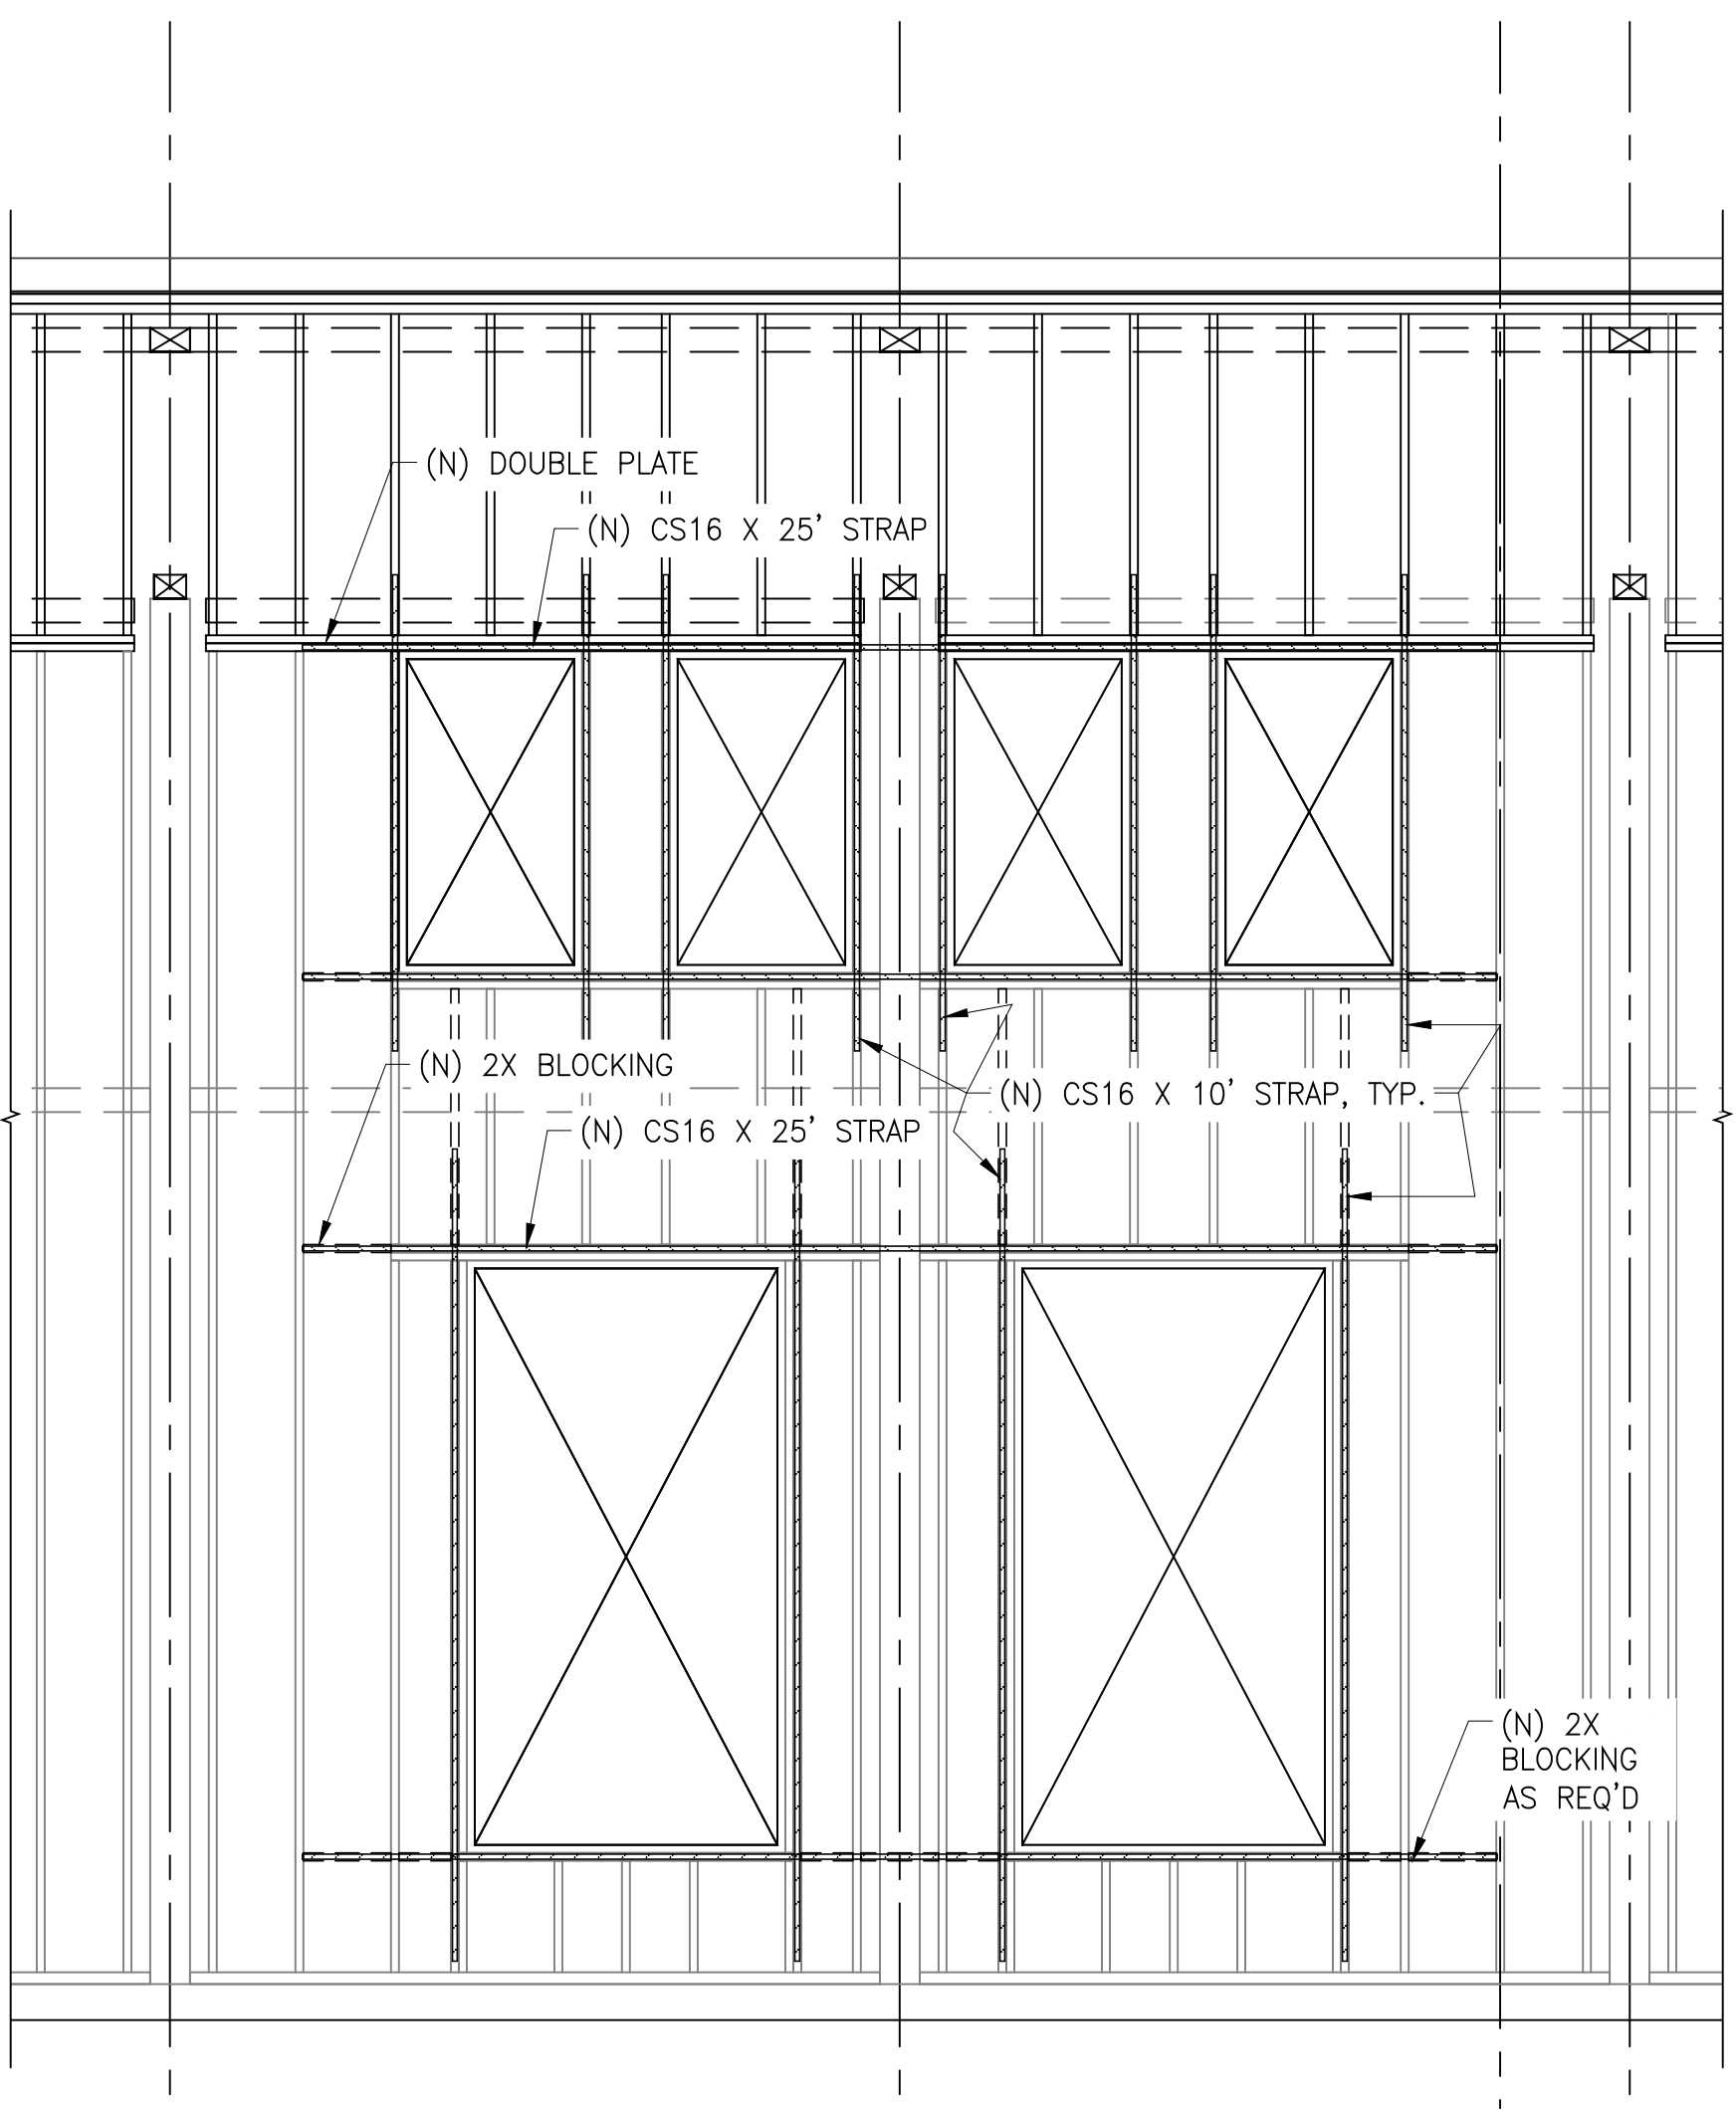 (N) DOUBLE PLATE
(N) CS16 X 25' STRAP
(N) 2X BLOCKING
(N) CS16 X 10' STRAP, TYP.
(N) CS16 X 25' STRAP
(N) 2X
BLOCKING
AS REQ'D